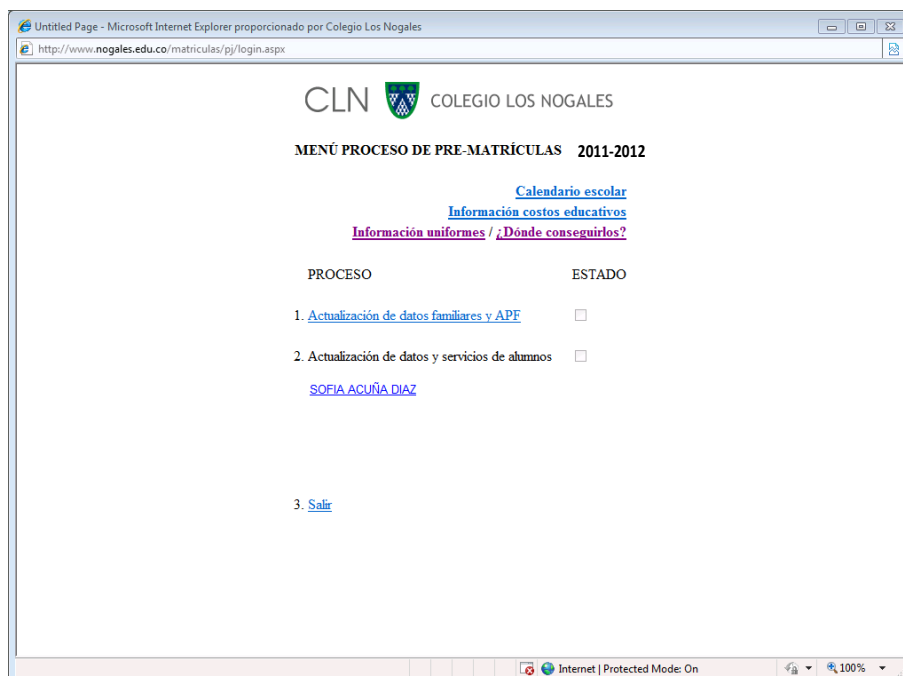 Untitled Page - Microsoft Internet Explorer proporcionado por Colegio Los Nogales
http://www.nogales.edu.co/matriculas/pj/login.aspx
CLN COLEGIO LOS NOGALES
MENÚ PROCESO DE PRE-MATRÍCULAS 2011-2012
Calendario escolar
Información costos educativos
Información uniformes / ¿Dónde conseguirlos?
PROCESO ESTADO
1. Actualización de datos familiares y APF
2. Actualización de datos y servicios de alumnos
SOFIA ACUÑA DIAZ
3. Salir
Internet | Protected Mode: On 100%